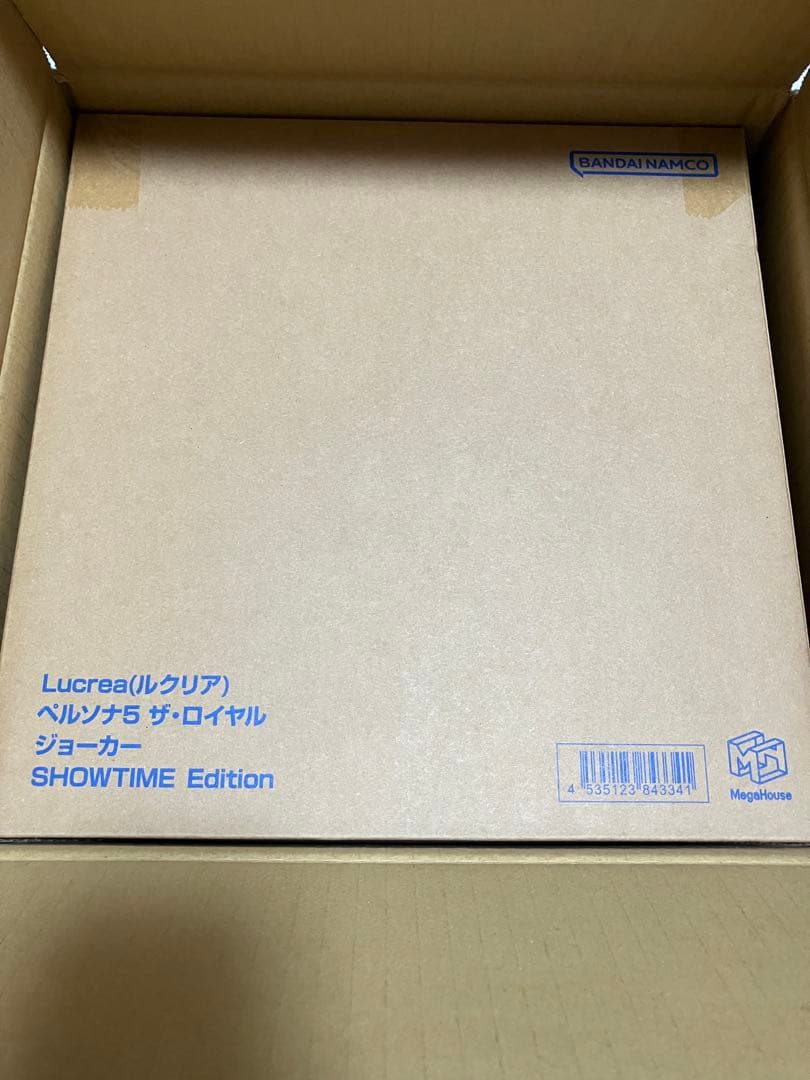 BANDAI NAMCO
Lucrea(ルクリア)
ペルソナ5 ザ・ロイヤル
ジョーカー
SHOWTIME Edition
4 535123 843341
MegaHouse